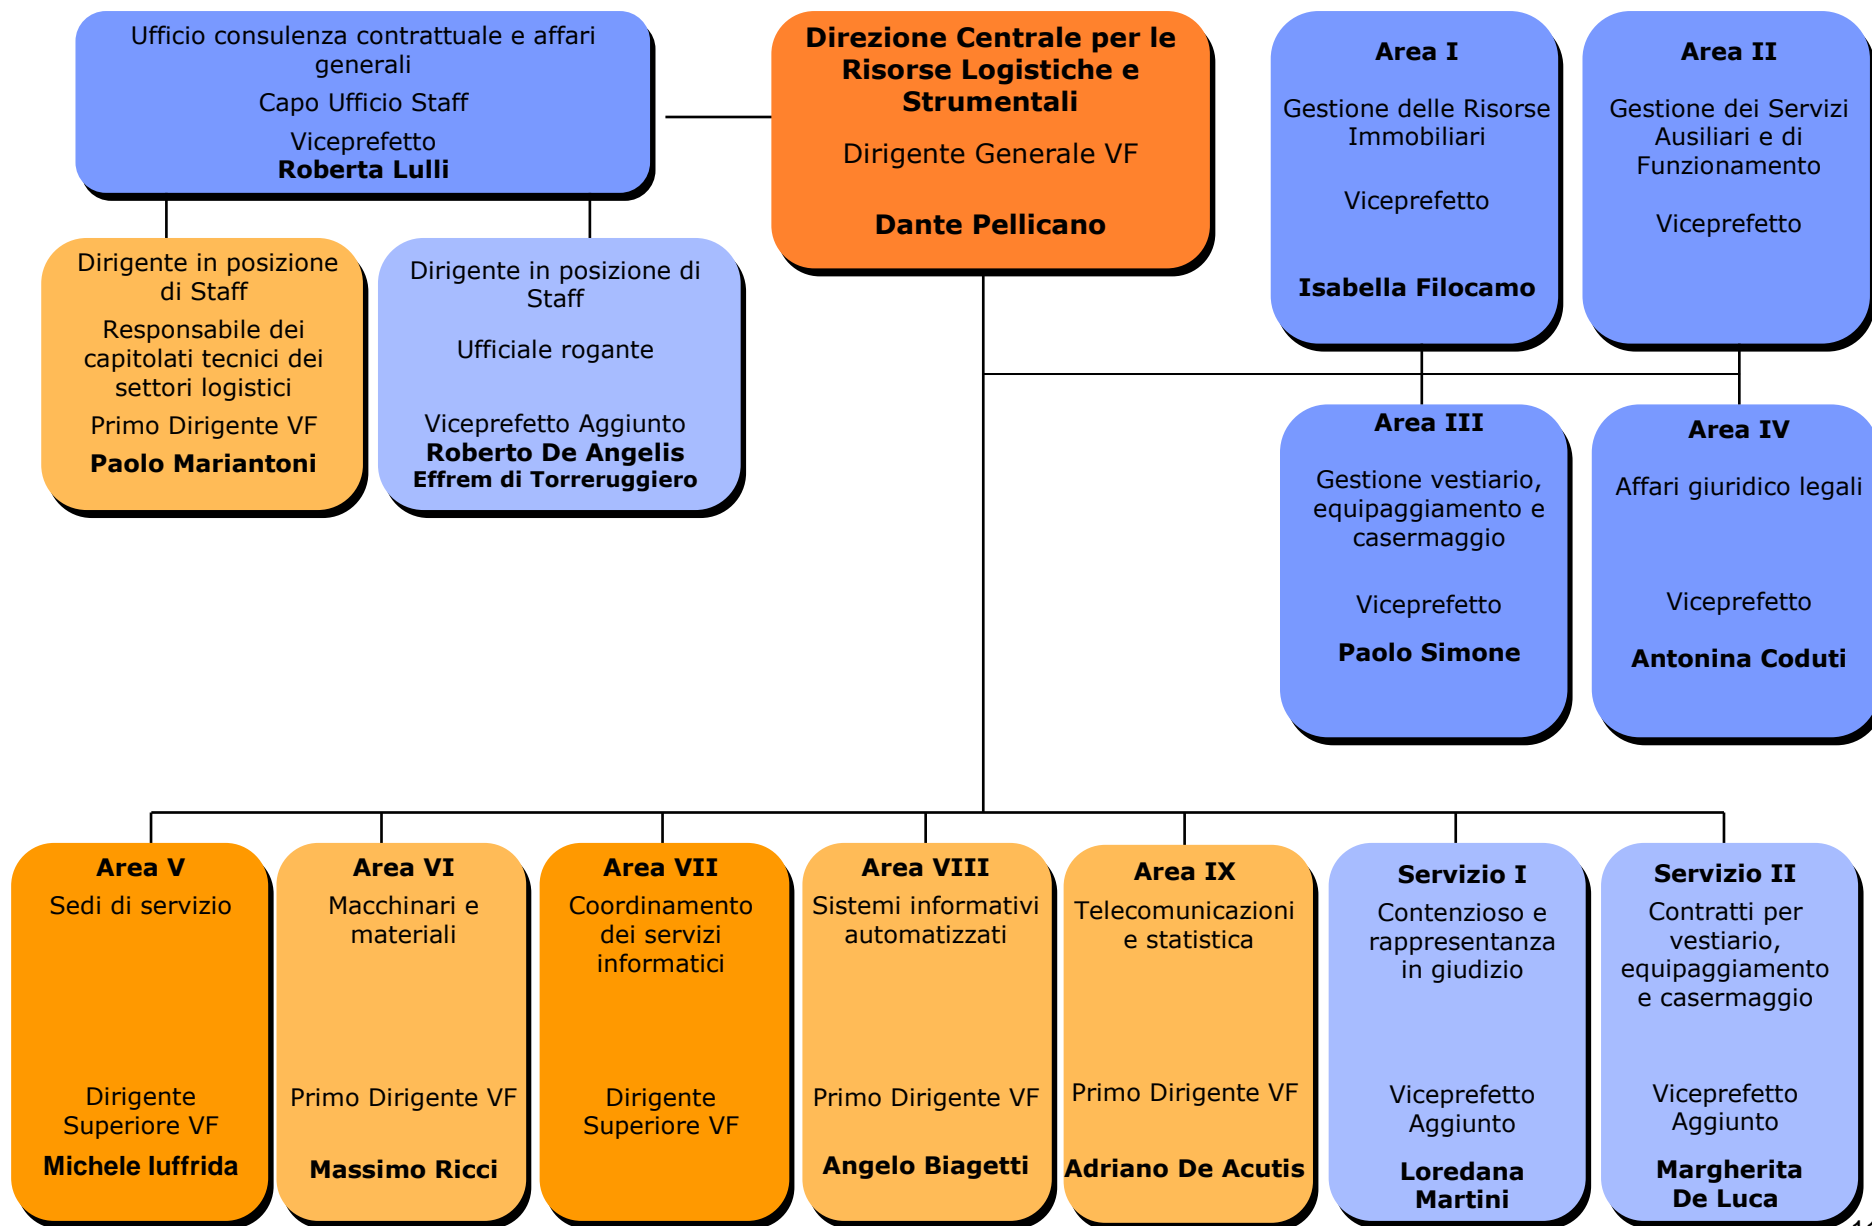 Ufficio consulenza contrattuale e affari
generali
Capo Ufficio Staff
Viceprefetto
Roberta Lulli
Direzione Centrale per le
Risorse Logistiche e
Strumentali
Dirigente Generale VF
Dante Pellicano
Area I
Gestione delle Risorse
Immobiliari
Viceprefetto
Isabella Filocamo
Area II
Gestione dei Servizi
Ausiliari e di
Funzionamento
Viceprefetto
Dirigente in posizione
di Staff
Responsabile dei
capitolati tecnici dei
settori logistici
Primo Dirigente VF
Paolo Mariantoni
Dirigente in posizione di
Staff
Ufficiale rogante
Viceprefetto Aggiunto
Roberto De Angelis
Effrem di Torreruggiero
Area III
Gestione vestiario,
equipaggiamento e
casermaggio
Viceprefetto
Paolo Simone
Area IV
Affari giuridico legali
Viceprefetto
Antonina Coduti
Area V
Sedi di servizio
Dirigente
Superiore VF
Michele Iuffrida
Area VI
Macchinari e
materiali
Primo Dirigente VF
Massimo Ricci
Area VII
Coordinamento
dei servizi
informatici
Dirigente
Superiore VF
Area VIII
Sistemi informativi
automatizzati
Primo Dirigente VF
Angelo Biagetti
Area IX
Telecomunicazioni
e statistica
Primo Dirigente VF
Adriano De Acutis
Servizio I
Contenzioso e
rappresentanza
in giudizio
Viceprefetto
Aggiunto
Loredana
Martini
Servizio II
Contratti per
vestiario,
equipaggiamento
e casermaggio
Viceprefetto
Aggiunto
Margherita
De Luca